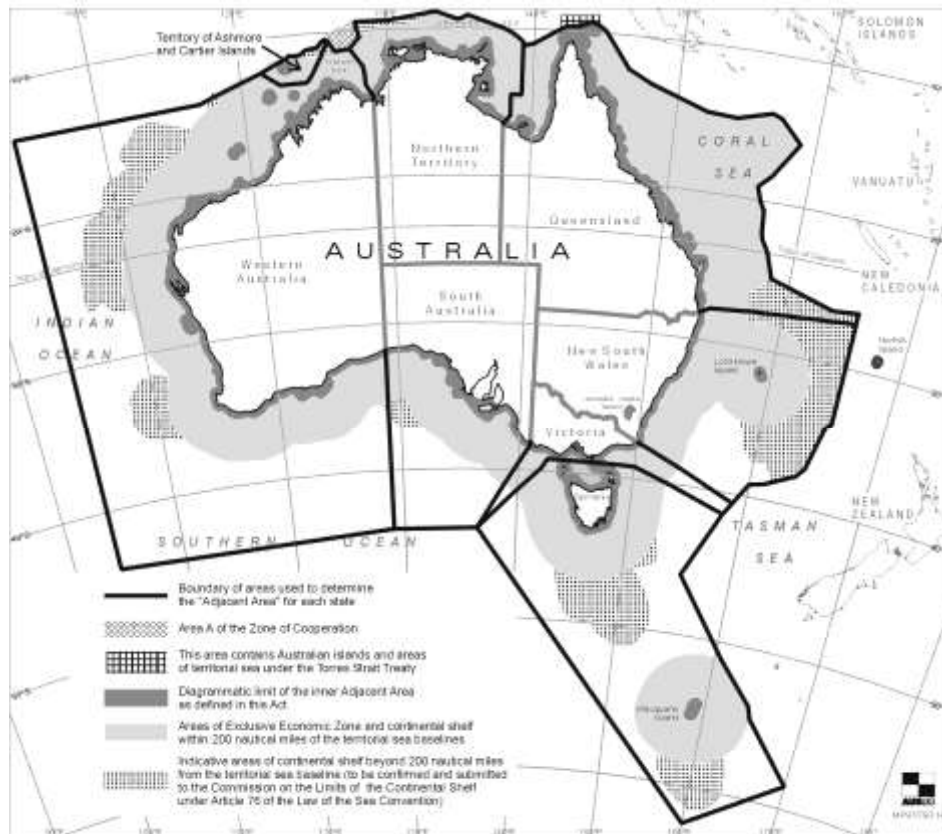 SOLOMON
ISLANDS
Territory of Ashmore
and Cartier Islands
CORAL
SEA
Northern
Territory
VANUATU
Queensland
AUSTRALIA
Western
Australia
NEW
CALEDONIA
South
Australia
INDIAN
OCEAN
Norfolk
Island
New South
Wales
Lord Howe
Island
Victoria
NEW
ZEALAND
TASMAN
SEA
SOUTHERN OCEAN
Boundary of areas used to determine
the "Adjacent Area" for each state
Area A of the Zone of Cooperation
This area contains Australian islands and areas
of territorial sea under the Torres Strait Treaty
Diagrammatic limit of the inner Adjacent Area
as defined in this Act
Macquarie
Island
Areas of Exclusive Economic Zone and continental shelf
within 200 nautical miles of the territorial sea baselines
Indicative areas of continental shelf beyond 200 nautical miles
from the territorial sea baseline (to be confirmed and submitted
to the Commission on the Limits of the Continental Shelf
under Article 76 of the Law of the Sea Convention)